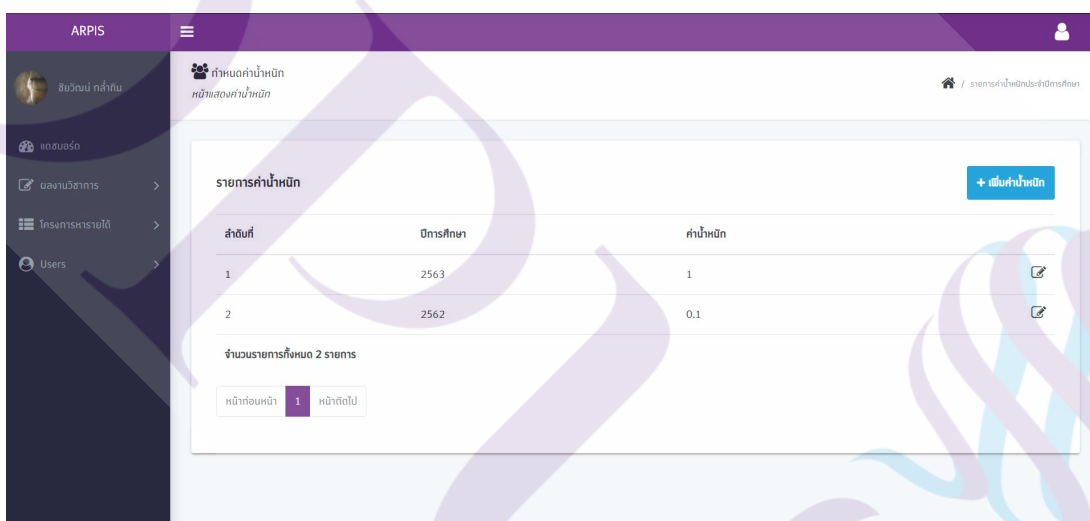 ARPIS
ชัยวัฒน์ กล่ำทิม
แดชบอร์ด
ผลงานวิชาการ
โครงการหารายได้
Users
กำหนดค่าน้ำหนัก
หน้าแสดงค่าน้ำหนัก
/ รายการค่าน้ำหนักประจำปีการศึกษา
รายการค่าน้ำหนัก
+ เพิ่มค่าน้ำหนัก
ลำดับที่ ปีการศึกษา ค่าน้ำหนัก
1 2563 1
2 2562 0.1
จำนวนรายการทั้งหมด 2 รายการ
หน้าก่อนหน้า 1 หน้าถัดไป